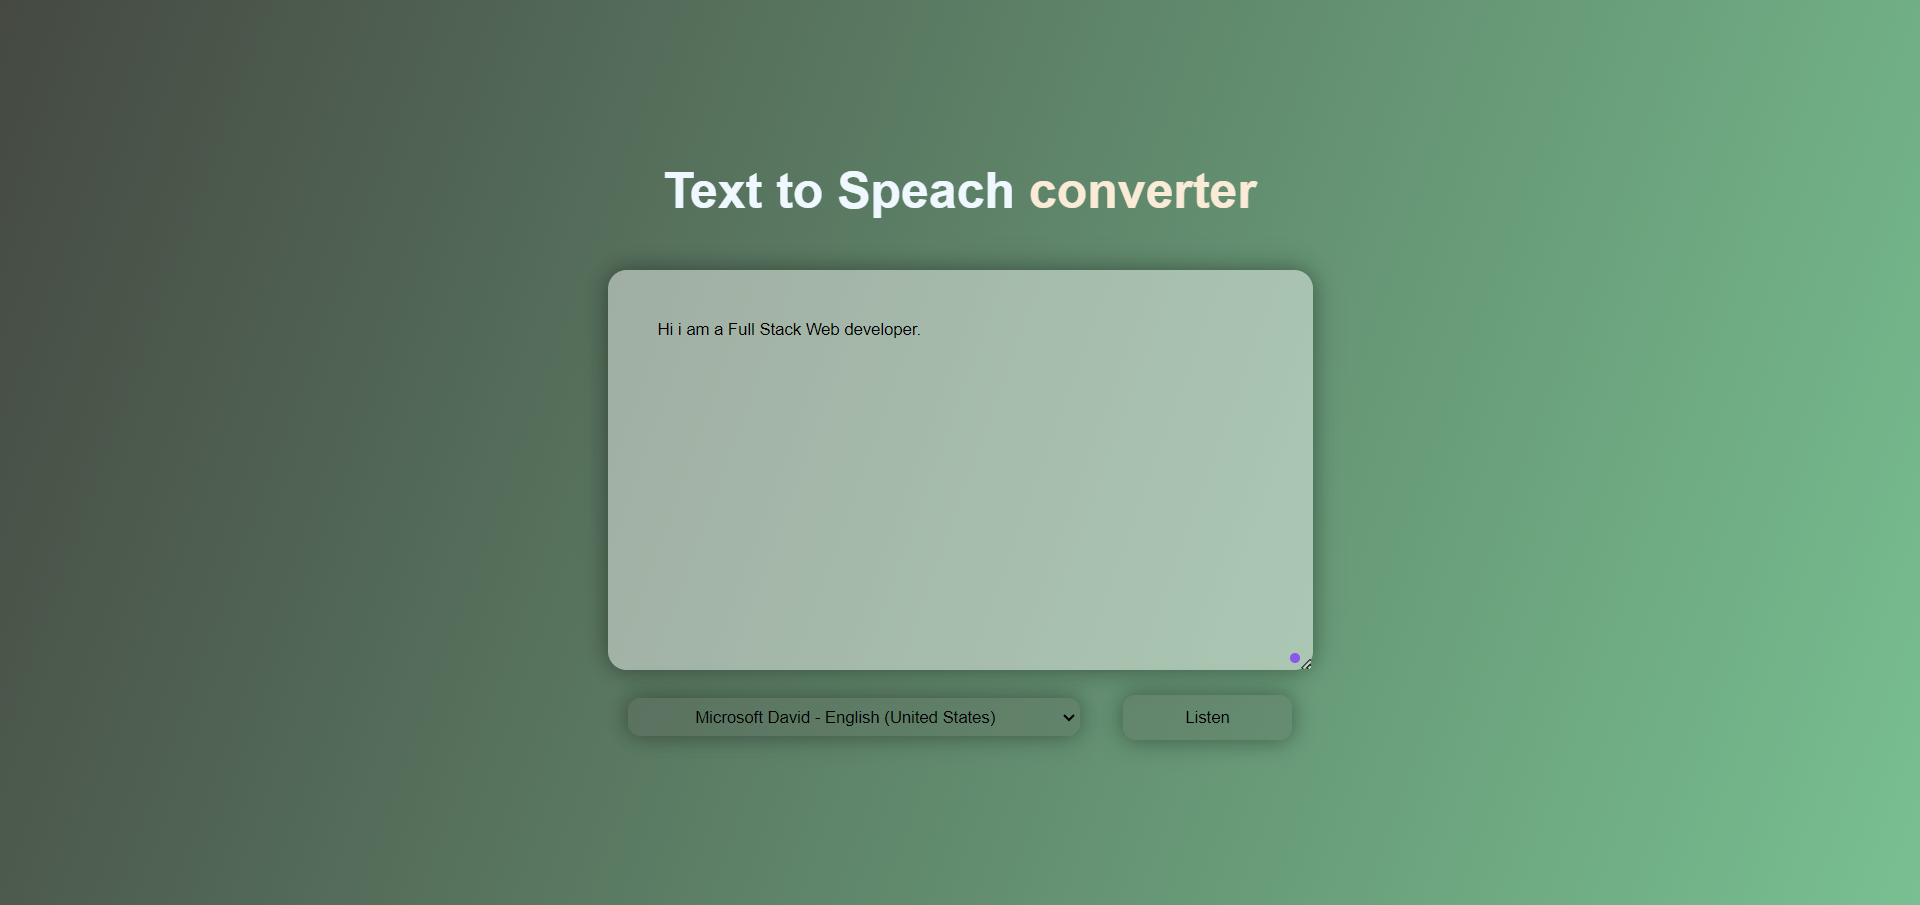 Text to Speach converter
Hi i am a Full Stack Web developer.
Microsoft David - English (United States)
Listen